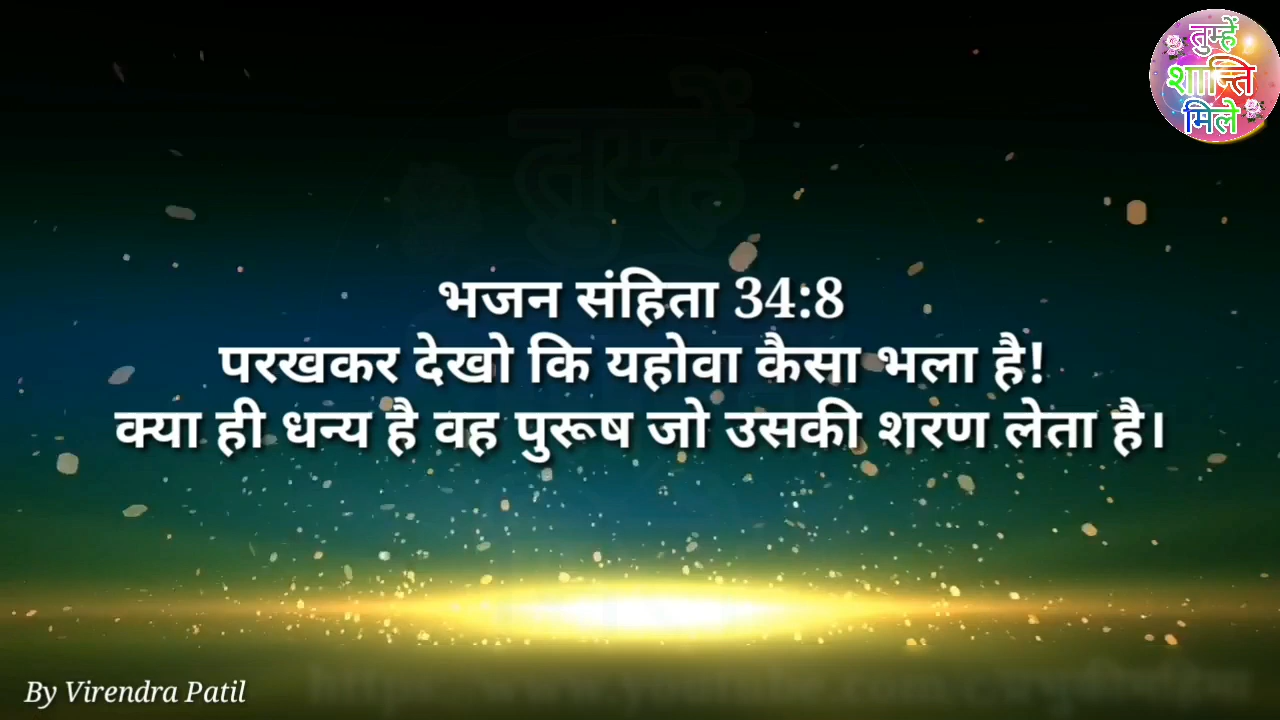 तुम्हें
शान्ति
मिले
भजन संहिता 34:8
परखकर देखो कि यहोवा कैसा भला है!
क्या ही धन्य है वह पुरूष जो उसकी शरण लेता है।
By Virendra Patil